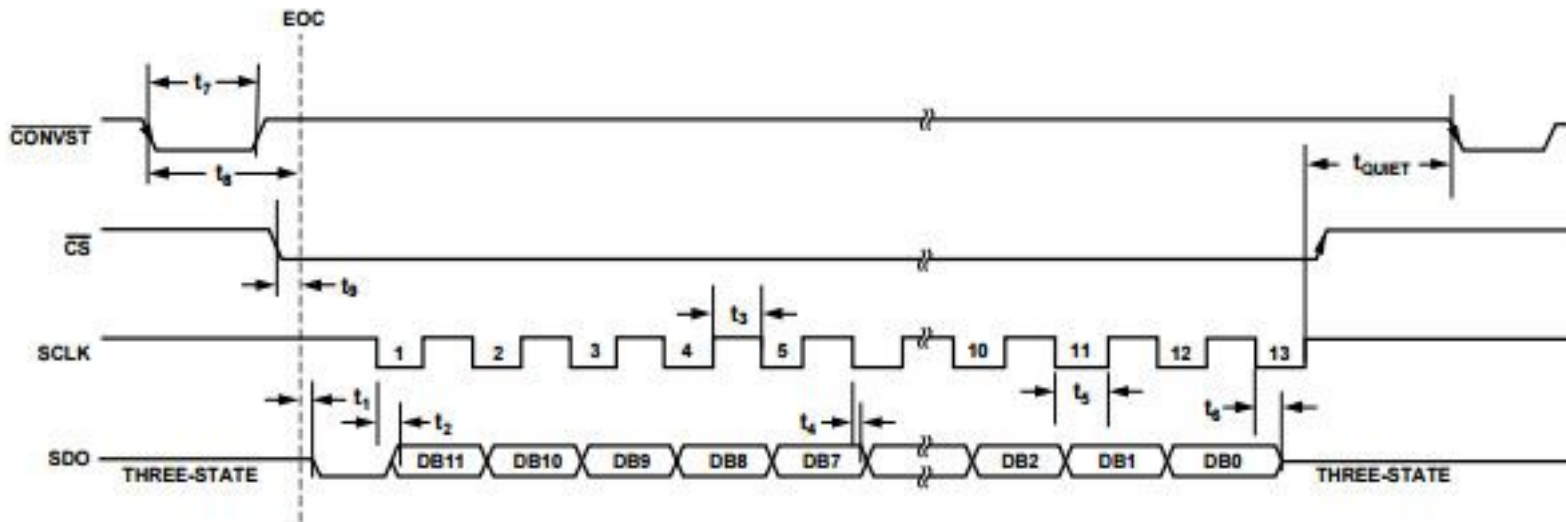 EOC
t7
CONVST
t8
tQUIET
CS
t9
t3
SCLK
1 2 3 4 5 10 11 12 13
t1
t2
t4
t5
t6
SDO
DB11 DB10 DB9 DB8 DB7 DB2 DB1 DB0
THREE-STATE
THREE-STATE